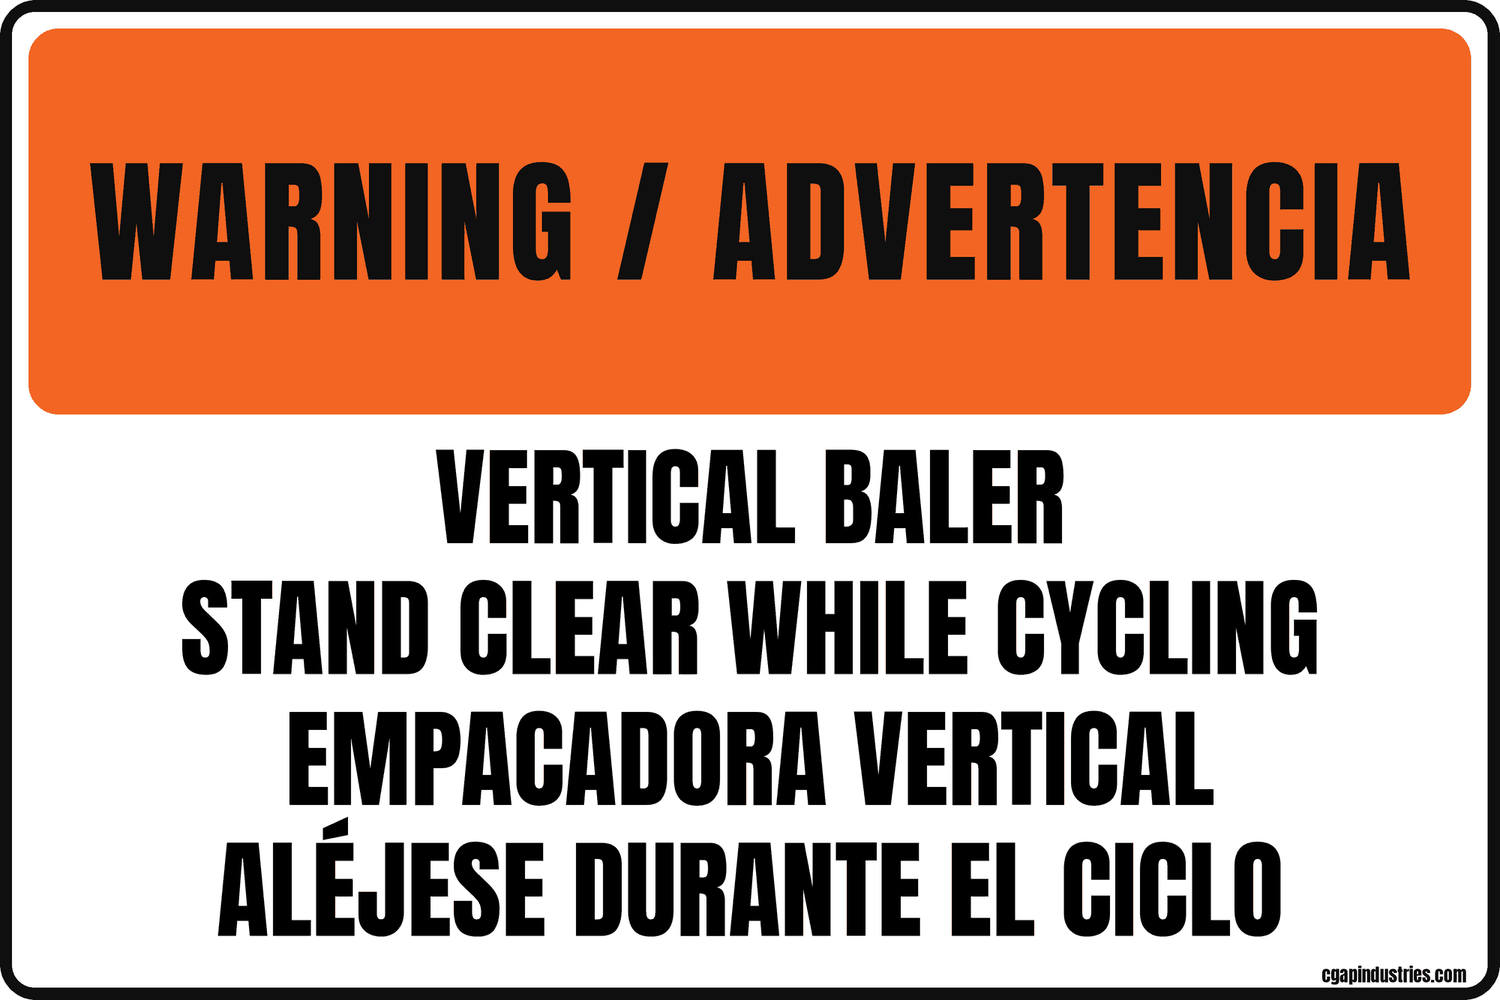 WARNING / ADVERTENCIA
VERTICAL BALER
STAND CLEAR WHILE CYCLING
EMPACADORA VERTICAL
ALÉJESE DURANTE EL CICLO
cgapindustries.com